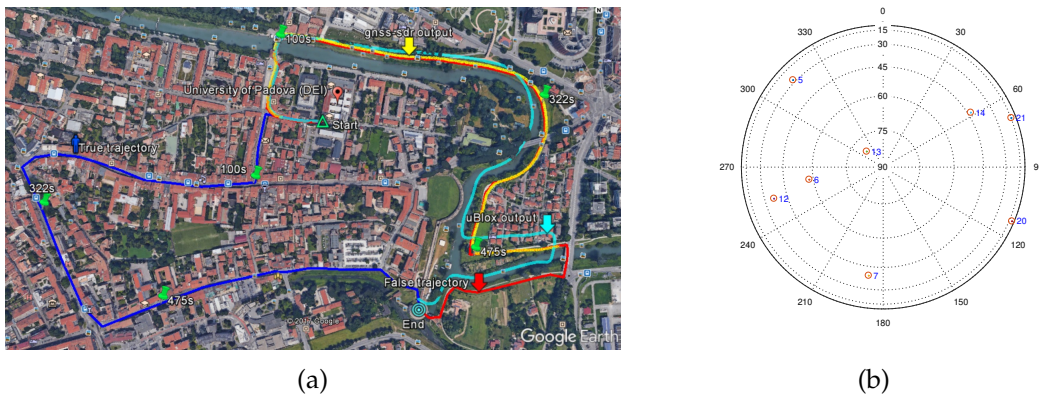 100s
gnss-sdr output
University of Padova (DEI)
322s
Start
True trajectory
100s
322s
uBlox output
475s
False trajectory
475s
End
Google Earth
(a)
0
330
30
15
30
300
45
60
60
75
270
90
9
240
120
210
150
180
5
14
21
13
6
12
20
7
(b)